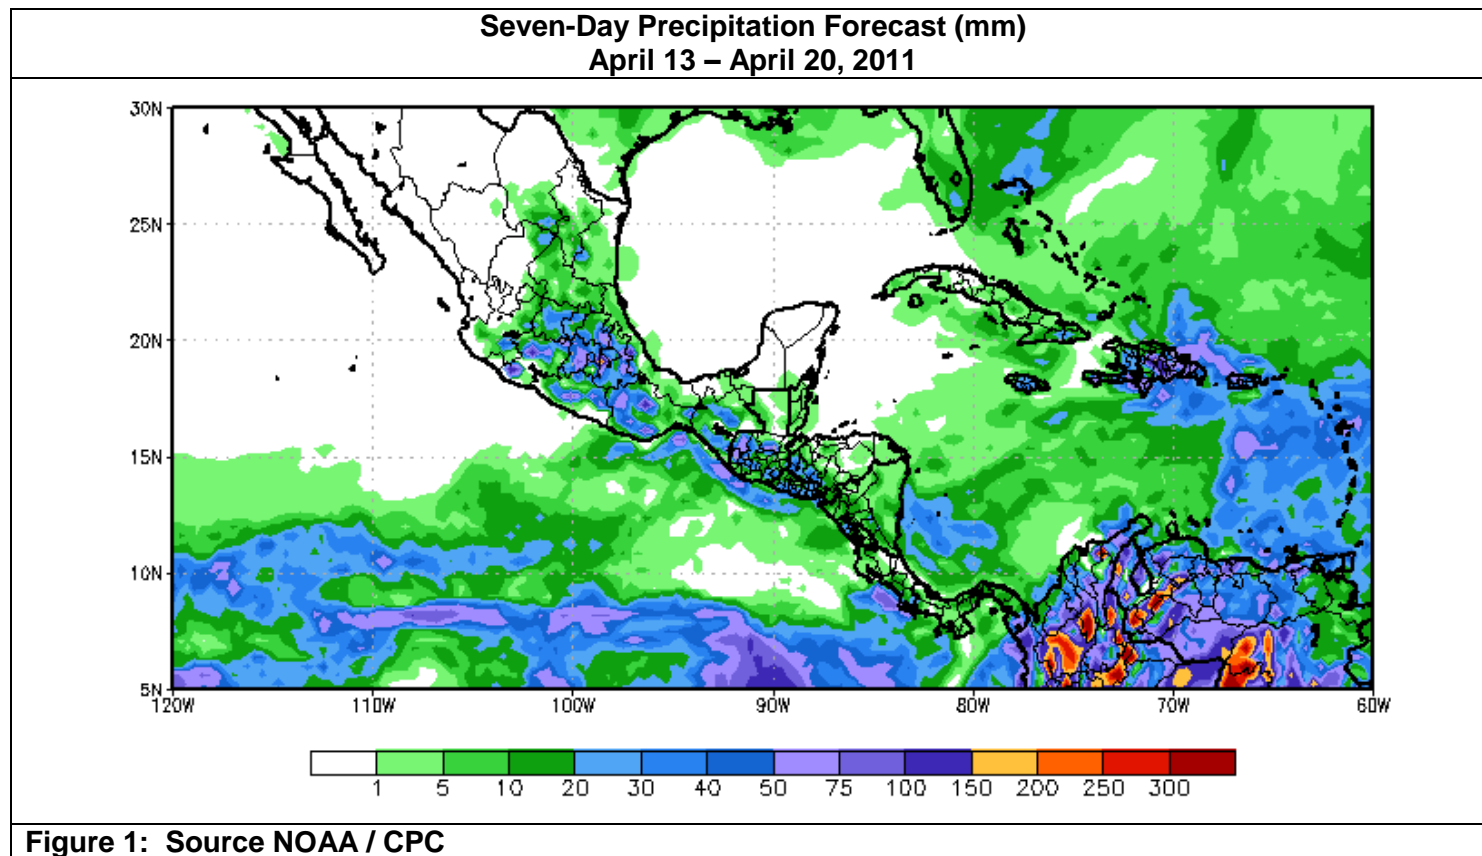 Seven-Day Precipitation Forecast (mm)
April 13 – April 20, 2011
30N
25N
20N
15N
10N
5N
120W 110W 100W 90W 80W 70W 60W
1 5 10 20 30 40 50 75 100 150 200 250 300
Figure 1: Source NOAA / CPC